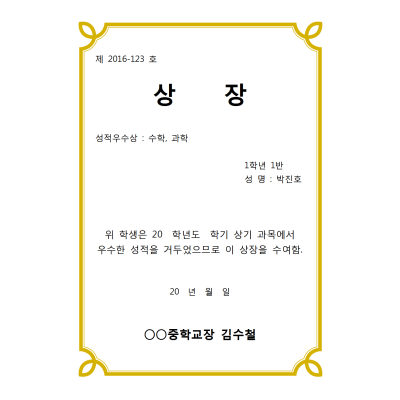 제 2016-123 호
상 장
성적우수상 : 수학, 과학
1학년 1반
성 명 : 박진호
위 학생은 20 학년도 학기 상기 과목에서
우수한 성적을 거두었으므로 이 상장을 수여함.
20 년 월 일
○○중학교장 김수철